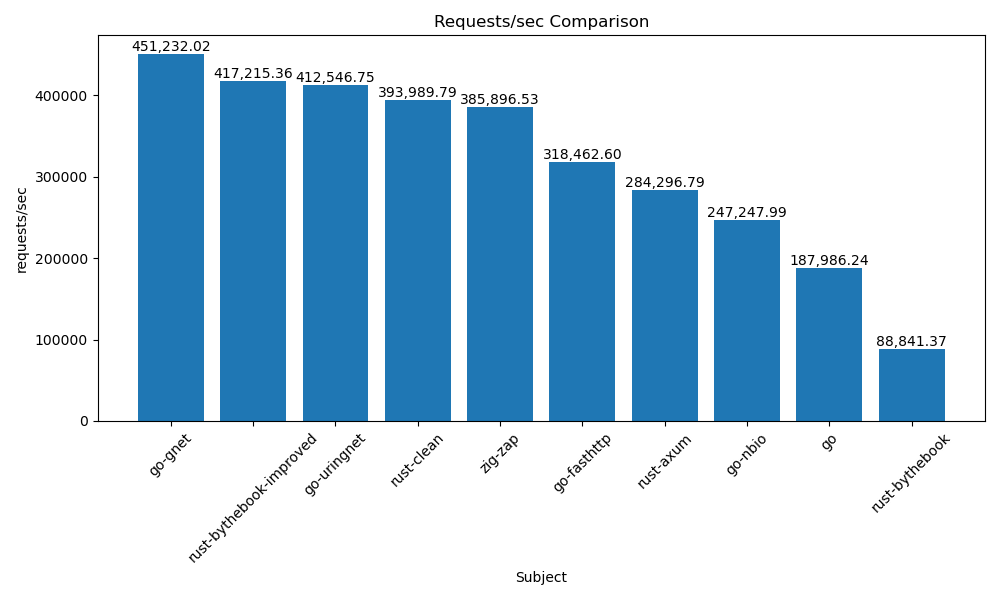 Requests/sec Comparison
451,232.02
417,215.36
412,546.75
393,989.79
385,896.53
318,462.60
284,296.79
247,247.99
187,986.24
88,841.37
requests/sec
400000
300000
200000
100000
0
go-gnet
rust-bythebook-improved
go-uringnet
rust-clean
zig-zap
go-fasthttp
rust-axum
go-nbio
go
rust-bythebook
Subject